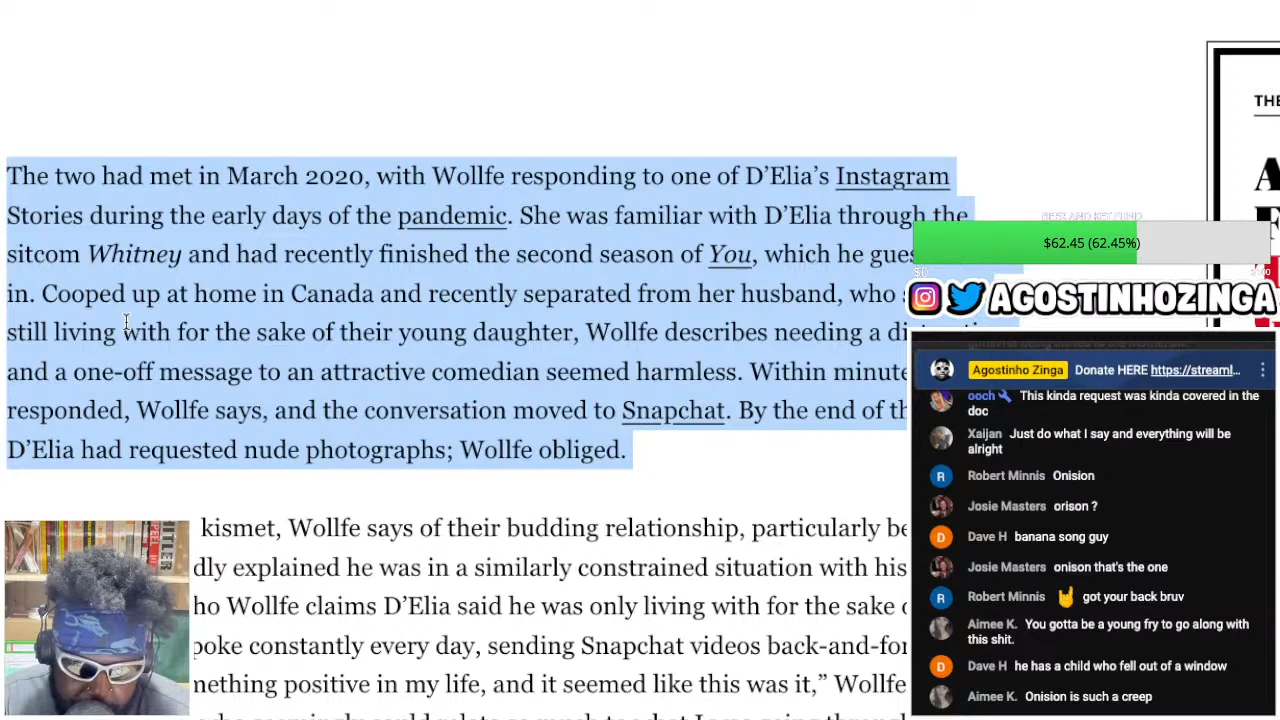 The two had met in March 2020, with Wollfe responding to one of D’Elia’s Instagram
Stories during the early days of the pandemic. She was familiar with D’Elia through the
sitcom Whitney and had recently finished the second season of You, which he gues
in. Cooped up at home in Canada and recently separated from her husband, who
still living with for the sake of their young daughter, Wollfe describes needing a
and a one-off message to an attractive comedian seemed harmless. Within minute
responded, Wollfe says, and the conversation moved to Snapchat. By the end of th
D’Elia had requested nude photographs; Wollfe obliged.
kismet, Wollfe says of their budding relationship, particularly be
dly explained he was in a similarly constrained situation with his
ho Wollfe claims D’Elia said he was only living with for the sake
poke constantly every day, sending Snapchat videos back-and-for
mething positive in my life, and it seemed like this was it,” Wollfe
THE
A
$62.45 (62.45%)
$0
AGOSTINHOZINGA
Agostinho Zinga Donate HERE https://streaml...
ooch This kinda request was kinda covered in the
doc
Xaijan Just do what I say and everything will be
alright
R Robert Minnis Onision
Josie Masters orison ?
D Dave H banana song guy
Josie Masters onison that's the one
R Robert Minnis 🤘 got your back bruv
Aimee K. You gotta be a young fry to go along with
this shit.
D Dave H he has a child who fell out of a window
Aimee K. Onision is such a creep